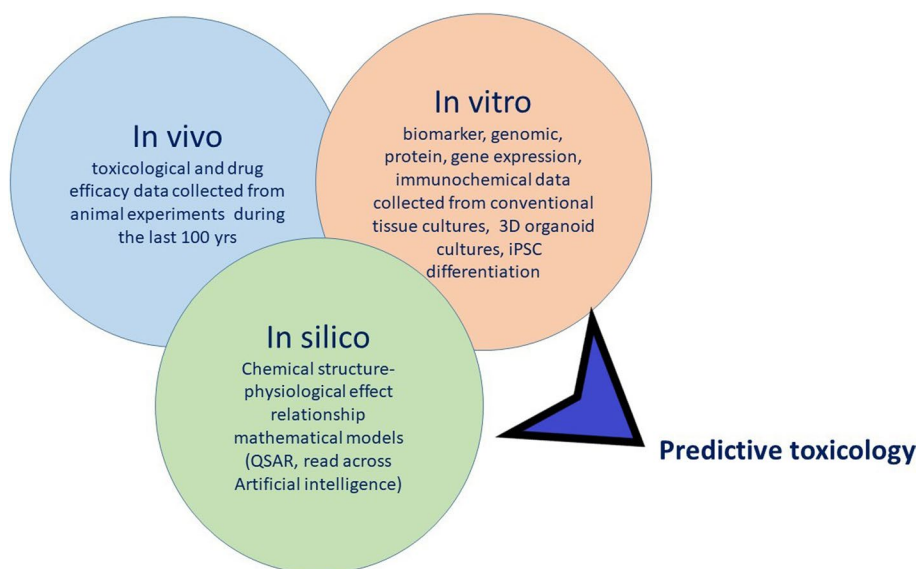 In vivo
toxicological and drug
efficacy data collected from
animal experiments during
the last 100 yrs
In vitro
biomarker, genomic,
protein, gene expression,
immunochemical data
collected from conventional
tissue cultures, 3D organoid
cultures, iPSC
differentiation
In silico
Chemical structure-
physiological effect
relationship
mathematical models
(QSAR, read across
Artificial intelligence)
Predictive toxicology